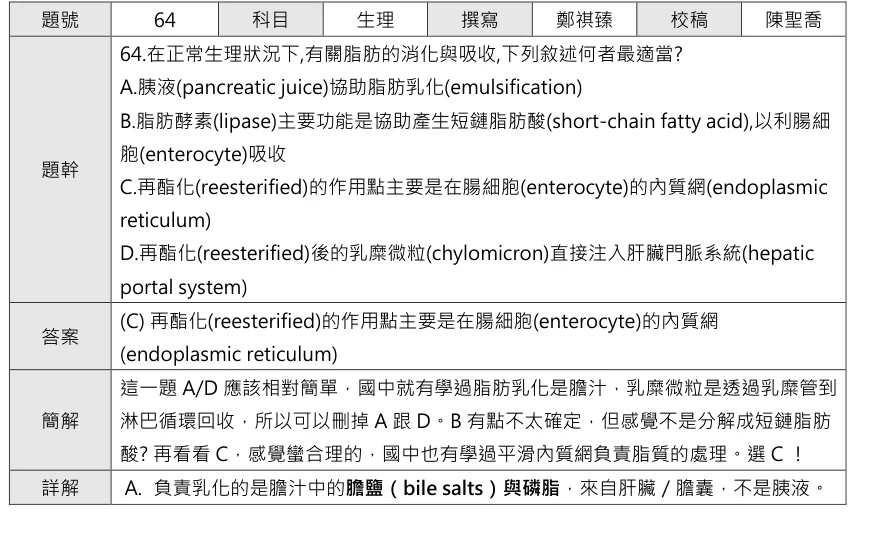 題號 64 科目 生理 撰寫 鄭祺臻 校稿 陳聖喬
題幹
64.在正常生理狀況下,有關脂肪的消化與吸收,下列敘述何者最適當?
A.胰液(pancreatic juice)協助脂肪乳化(emulsification)
B.脂肪酵素(lipase)主要功能是協助產生短鏈脂肪酸(short-chain fatty acid),以利腸細
胞(enterocyte)吸收
C.再酯化(reesterified)的作用點主要是在腸細胞(enterocyte)的內質網(endoplasmic
reticulum)
D.再酯化(reesterified)後的乳糜微粒(chylomicron)直接注入肝臟門脈系統(hepatic
portal system)
答案
(C) 再酯化(reesterified)的作用點主要是在腸細胞(enterocyte)的內質網
(endoplasmic reticulum)
簡解
這一題 A/D 應該相對簡單，國中就有學過脂肪乳化是膽汁，乳糜微粒是透過乳糜管到
淋巴循環回收，所以可以刪掉 A 跟 D。B 有點不太確定，但感覺不是分解成短鏈脂肪
酸? 再看看 C，感覺蠻合理的，國中也有學過平滑內質網負責脂質的處理。選 C ！
詳解
A. 負責乳化的是膽汁中的膽鹽（bile salts）與磷脂，來自肝臟／膽囊，不是胰液。